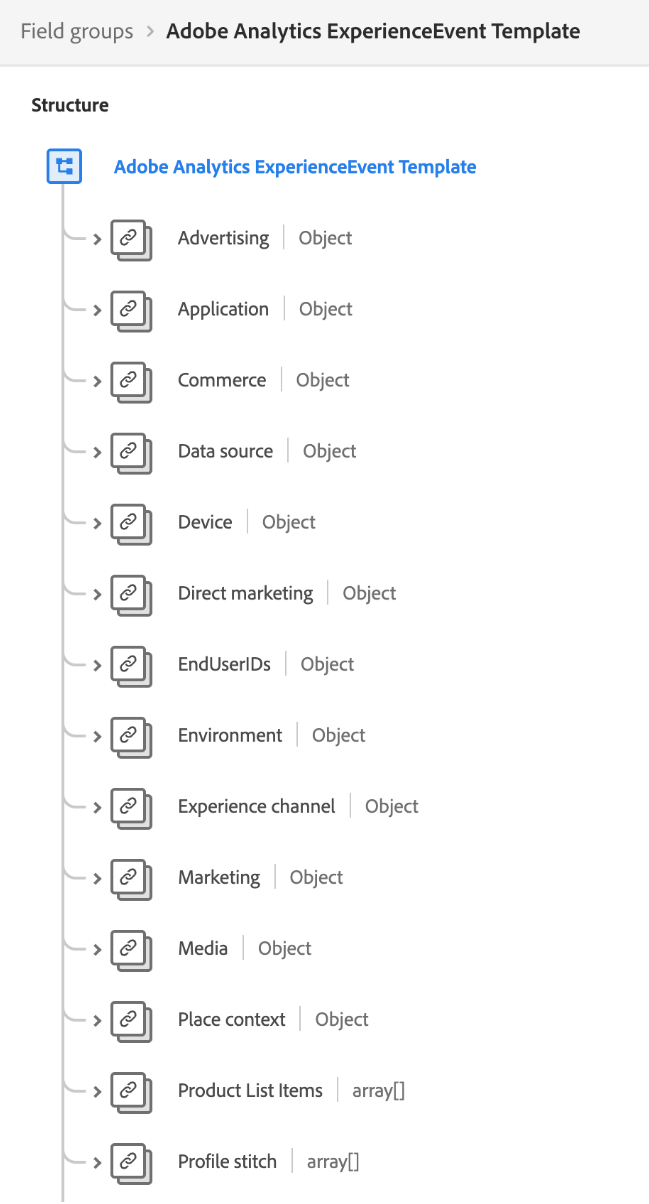 Field groups > Adobe Analytics ExperienceEvent Template
Structure
Adobe Analytics ExperienceEvent Template
Advertising | Object
Application | Object
Commerce | Object
Data source | Object
Device | Object
Direct marketing | Object
EndUserIDs | Object
Environment | Object
Experience channel | Object
Marketing | Object
Media | Object
Place context | Object
Product List Items | array[]
Profile stitch | array[]